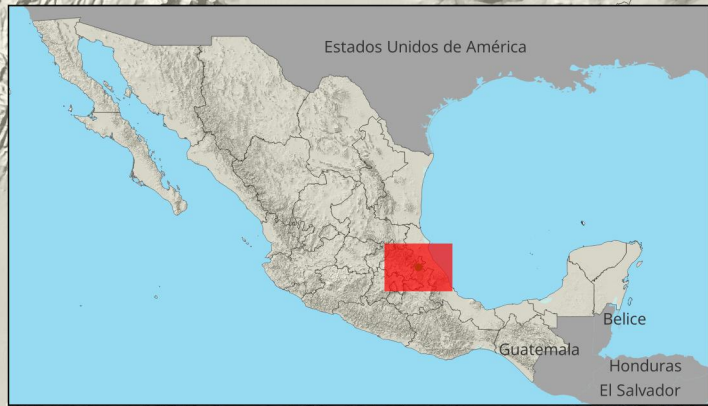 Estados Unidos de América
Belice
Guatemala
Honduras
El Salvador